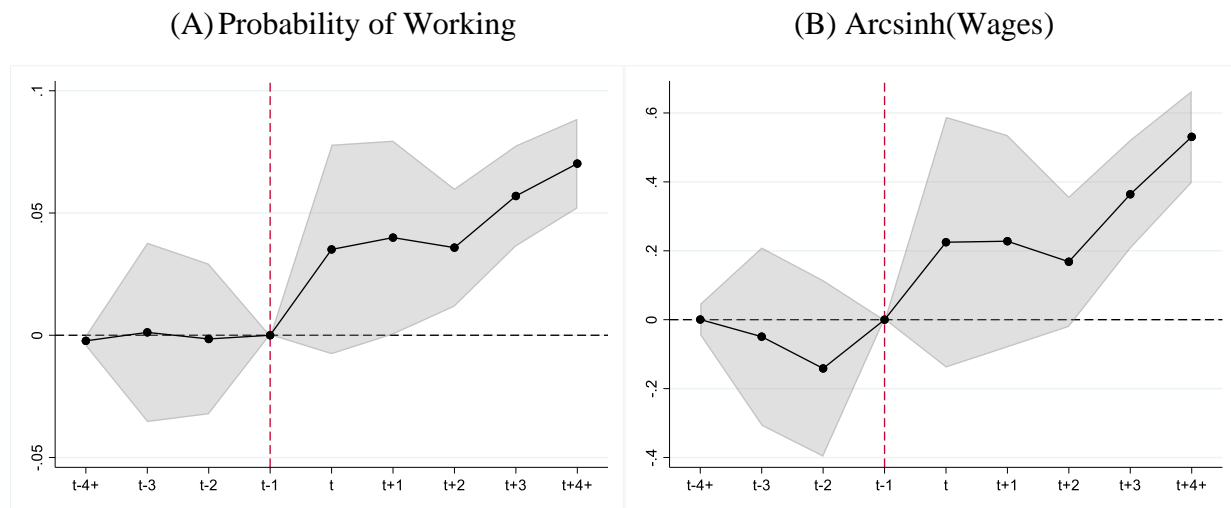 (A) Probability of Working
(B) Arcsinh(Wages)
.1
.05
0
-.05
t-4+ t-3 t-2 t-1 t t+1 t+2 t+3 t+4+
.6
.4
.2
0
-.2
-.4
t-4+ t-3 t-2 t-1 t t+1 t+2 t+3 t+4+